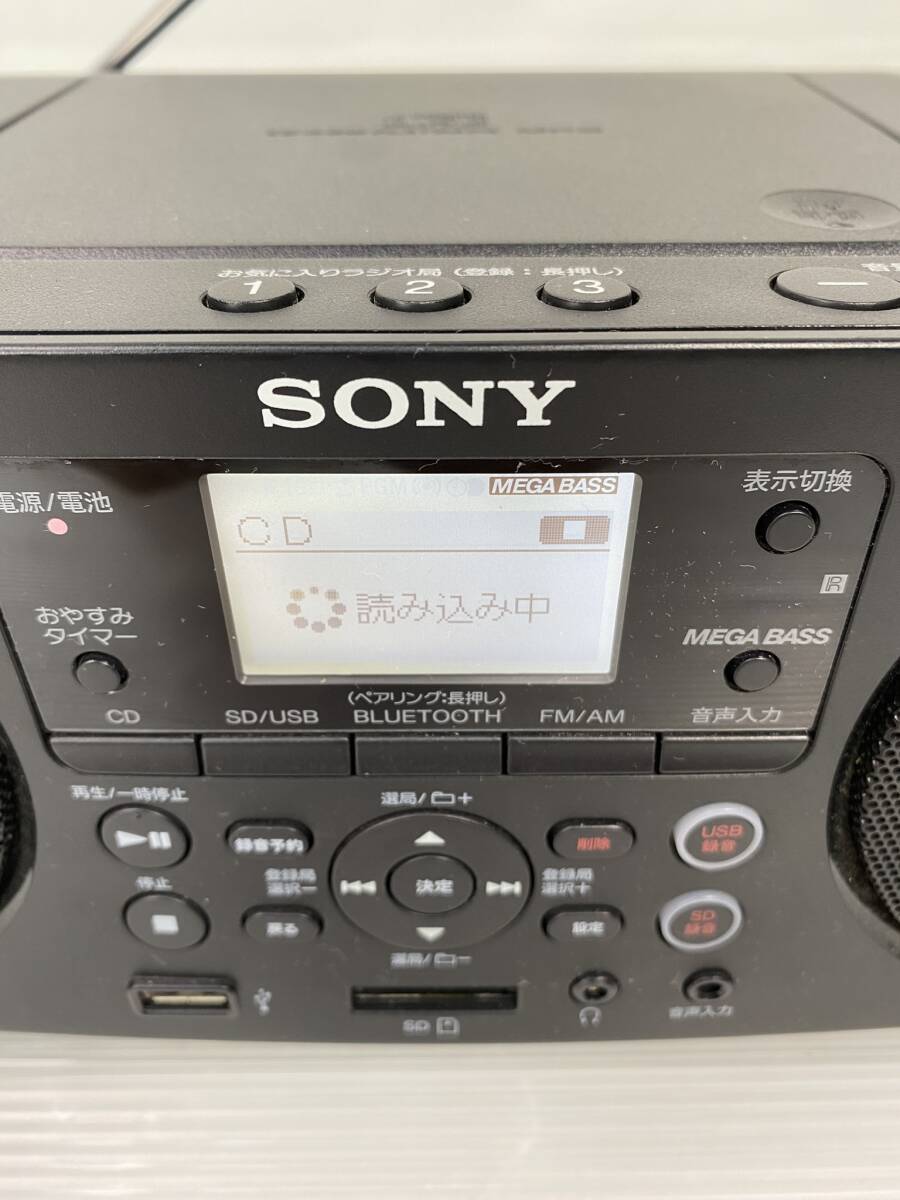 お気に入りラジオ局 (登録:長押し)
1
2
3
SONY
電源/電池
MEGA BASS
CD
読み込み中
表示切換
おやすみ
タイマー
MEGA BASS
(ペアリング:長押し)
CD
SD/USB
BLUETOOTH
FM/AM
音声入力
再生/一時停止
選局/ +
録音予約
削除
USB
録音
停止
登録局
選択－
決定
登録局
選択＋
戻る
設定
SD
録音
選局/ －
SD
音声入力